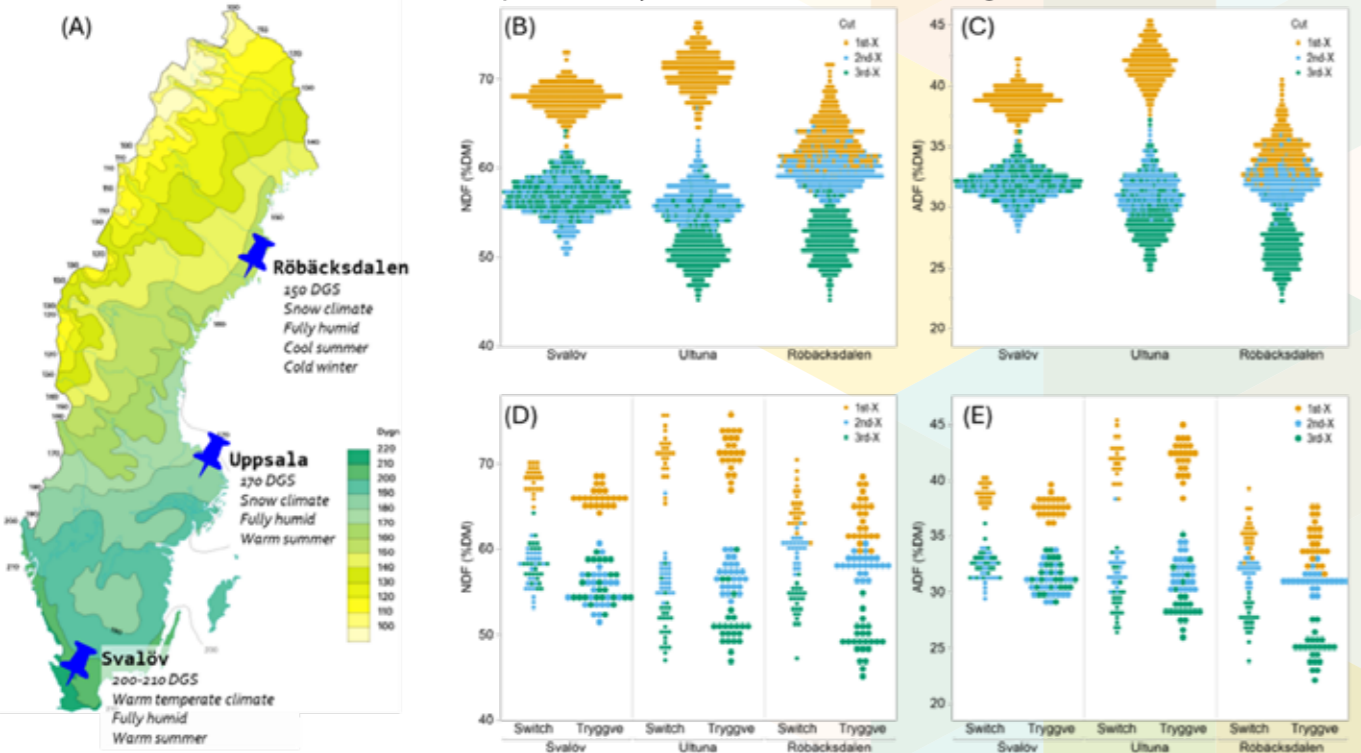 (A)
Röbäcksdalen
150 DGS
Snow climate
Fully humid
Cool summer
Cold winter
Uppsala
170 DGS
Snow climate
Fully humid
Warm summer
Svalöv
200-210 DGS
Warm temperate climate
Fully humid
Warm summer
Dygn
220
210
200
190
180
170
160
150
140
130
120
110
100
(B)
Cut
1st-X
2nd-X
3rd-X
NDF (%DM)
70
60
50
40
Svalöv
Ultuna
Röbäcksdalen
(C)
Cut
1st-X
2nd-X
3rd-X
ADF (%DM)
45
40
35
30
25
20
Svalöv
Ultuna
Röbäcksdalen
(D)
1st-X
2nd-X
3rd-X
NDF (%DM)
70
60
50
40
Switch Tryggve Switch Tryggve Switch Tryggve
Svalöv Ultuna Röbäcksdalen
(E)
1st-X
2nd-X
3rd-X
ADF (%DM)
45
40
35
30
25
20
Switch Tryggve Switch Tryggve Switch Tryggve
Svalöv Ultuna Röbäcksdalen